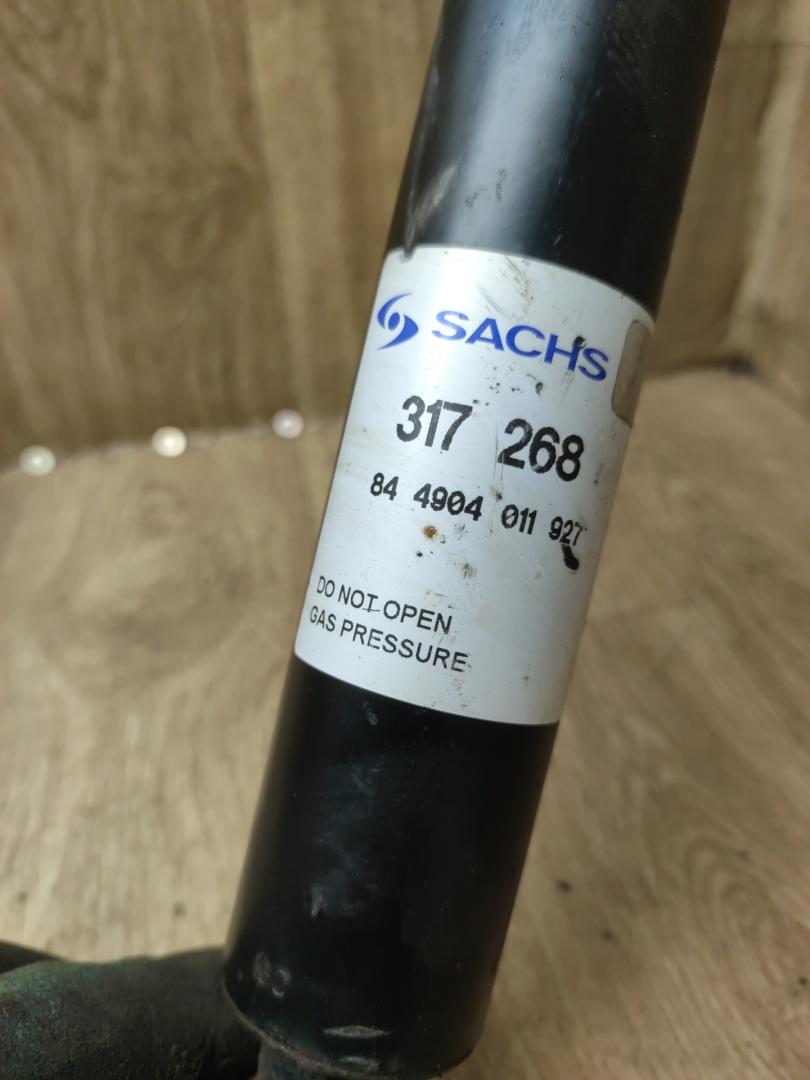 SACHS
317 268
84 4904 011 927
DO NOT OPEN
GAS PRESSURE